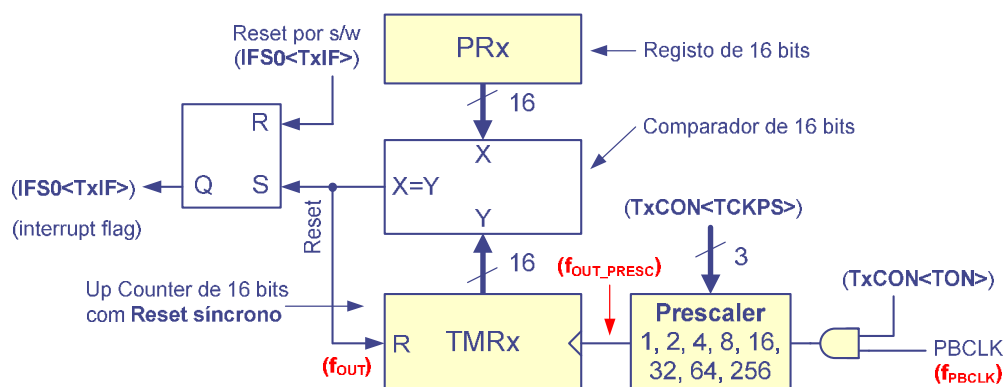 Reset por s/w
(IFS0<TxIF>)
PRx
Registo de 16 bits
16
R
Q
S
(IFS0<TxIF>)
(interrupt flag)
X
X=Y
Y
Comparador de 16 bits
Reset
16
(TxCON<TCKPS>)
3
(fOUT_PRESC)
(TxCON<TON>)
Up Counter de 16 bits
com Reset síncrono
R
TMRx
(fOUT)
Prescaler
1, 2, 4, 8, 16,
32, 64, 256
PBCLK
(fPBCLK)